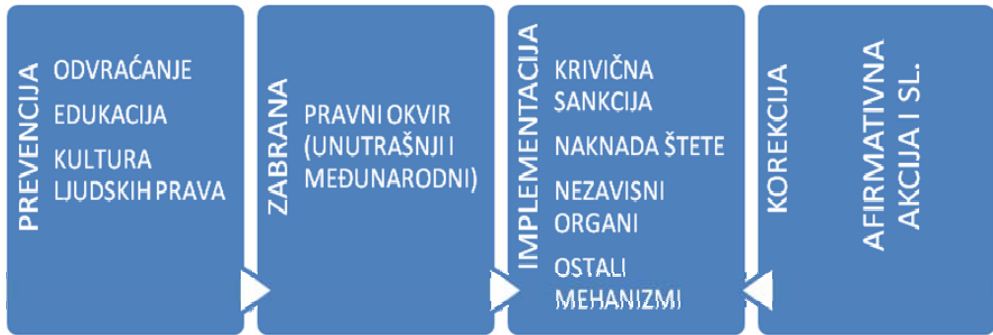 PREVENCIJA
ODVRAĆANJE
EDUKACIJA
KULTURA
LJUDSKIH PRAVA
ZABRANA
PRAVNI OKVIR
(UNUTRAŠNJI I
MEĐUNARODNI)
IMPLEMENTACIJA
KRIVIČNA
SANKCIJA
NAKNADA ŠTETE
NEZAVISNI
ORGANI
OSTALI
MEHANIZMI
KOREKCIJA
AFIRMATIVNA
AKCIJA I SL.